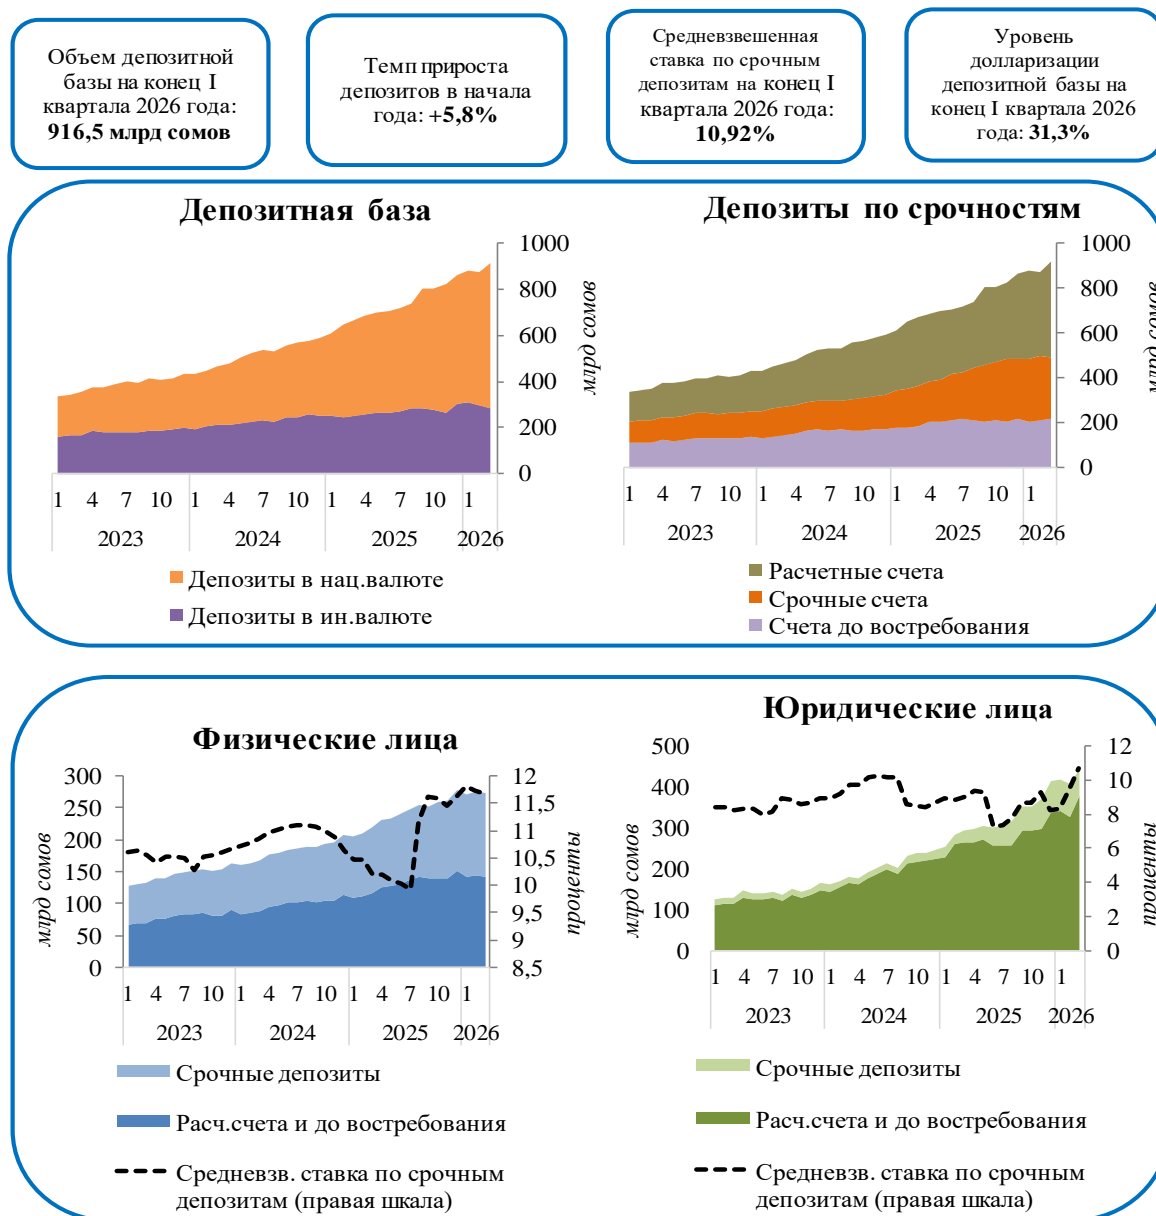 Объем депозитной
базы на конец I
квартала 2026 года:
916,5 млрд сомов
Темп прироста
депозитов в начала
года: +5,8%
Средневзвешенная
ставка по срочным
депозитам на конец I
квартала 2026 года:
10,92%
Уровень
долларизации
депозитной базы на
конец I квартала 2026
года: 31,3%
Депозитная база
1000
800
600
400
200
0
млрд сомов
1 4 7 10 1 4 7 10 1 4 7 10 1
2023 2024 2025 2026
Депозиты в нац.валюте
Депозиты в ин.валюте
Депозиты по срочностям
1000
800
600
400
200
0
млрд сомов
1 4 7 10 1 4 7 10 1 4 7 10 1
2023 2024 2025 2026
Расчетные счета
Срочные счета
Счета до востребования
Физические лица
300
250
200
150
100
50
0
млрд сомов
12
11,5
11
10,5
10
9,5
9
8,5
проценты
1 4 7 10 1 4 7 10 1 4 7 10 1
2023 2024 2025 2026
Срочные депозиты
Расч.счета и до востребования
Средневзв. ставка по срочным
депозитам (правая шкала)
Юридические лица
500
400
300
200
100
0
млрд сомов
12
10
8
6
4
2
0
проценты
1 4 7 10 1 4 7 10 1 4 7 10 1
2023 2024 2025 2026
Срочные депозиты
Расч.счета и до востребования
Средневзв. ставка по срочным
депозитам (правая шкала)